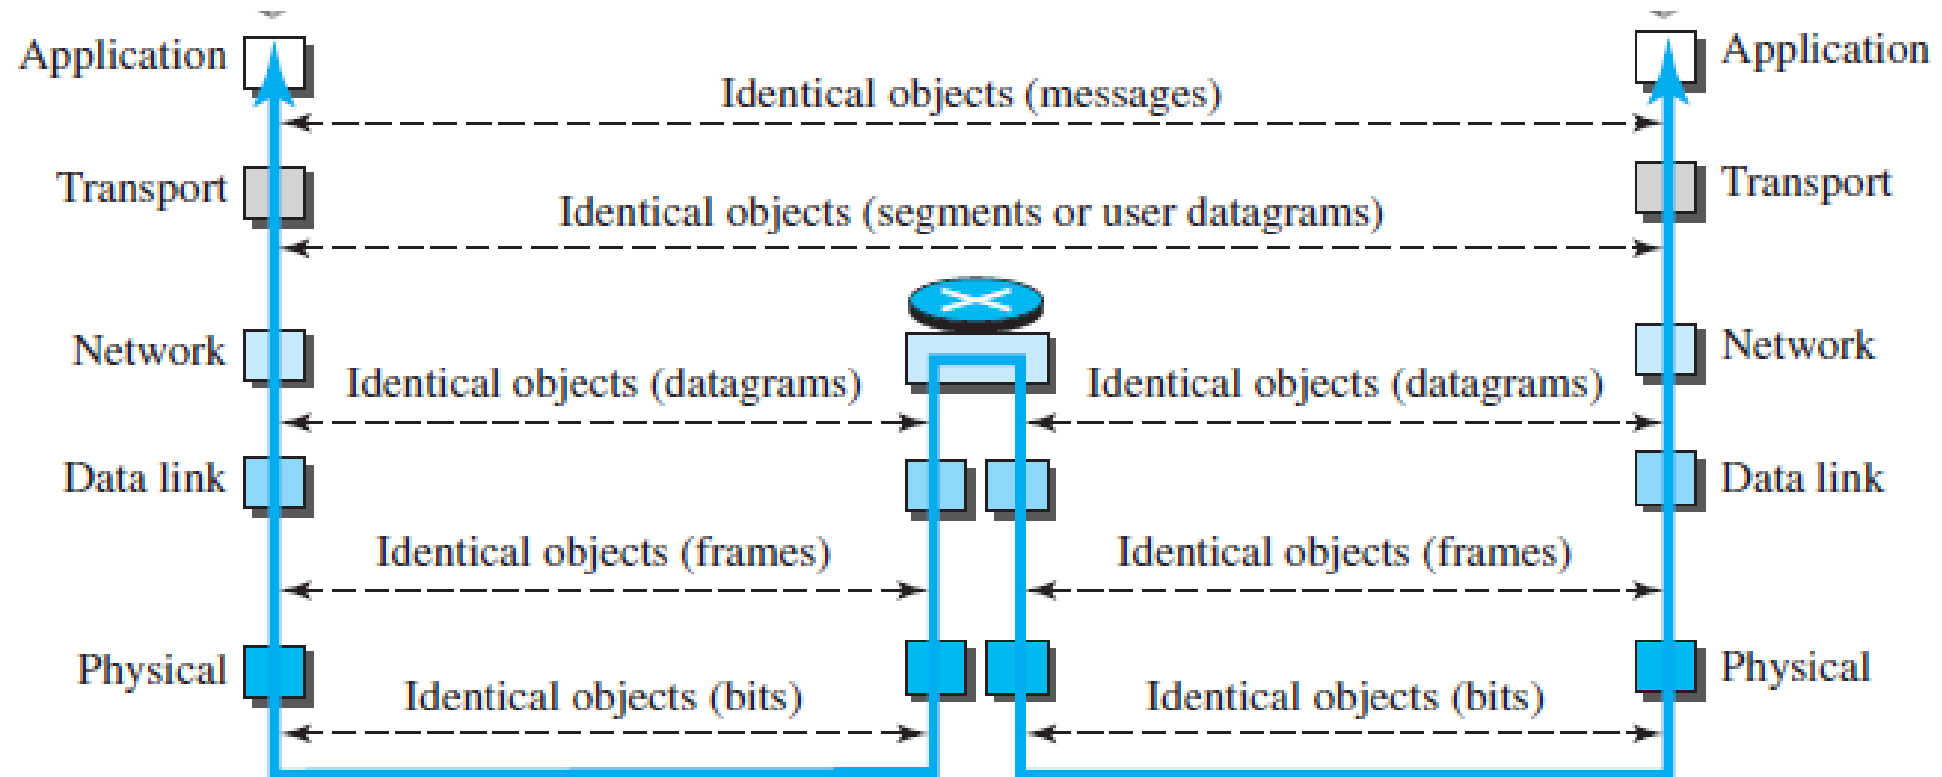 Application
Application
Identical objects (messages)
Transport
Transport
Identical objects (segments or user datagrams)
Network
Network
Identical objects (datagrams)
Identical objects (datagrams)
Data link
Data link
Identical objects (frames)
Identical objects (frames)
Physical
Physical
Identical objects (bits)
Identical objects (bits)